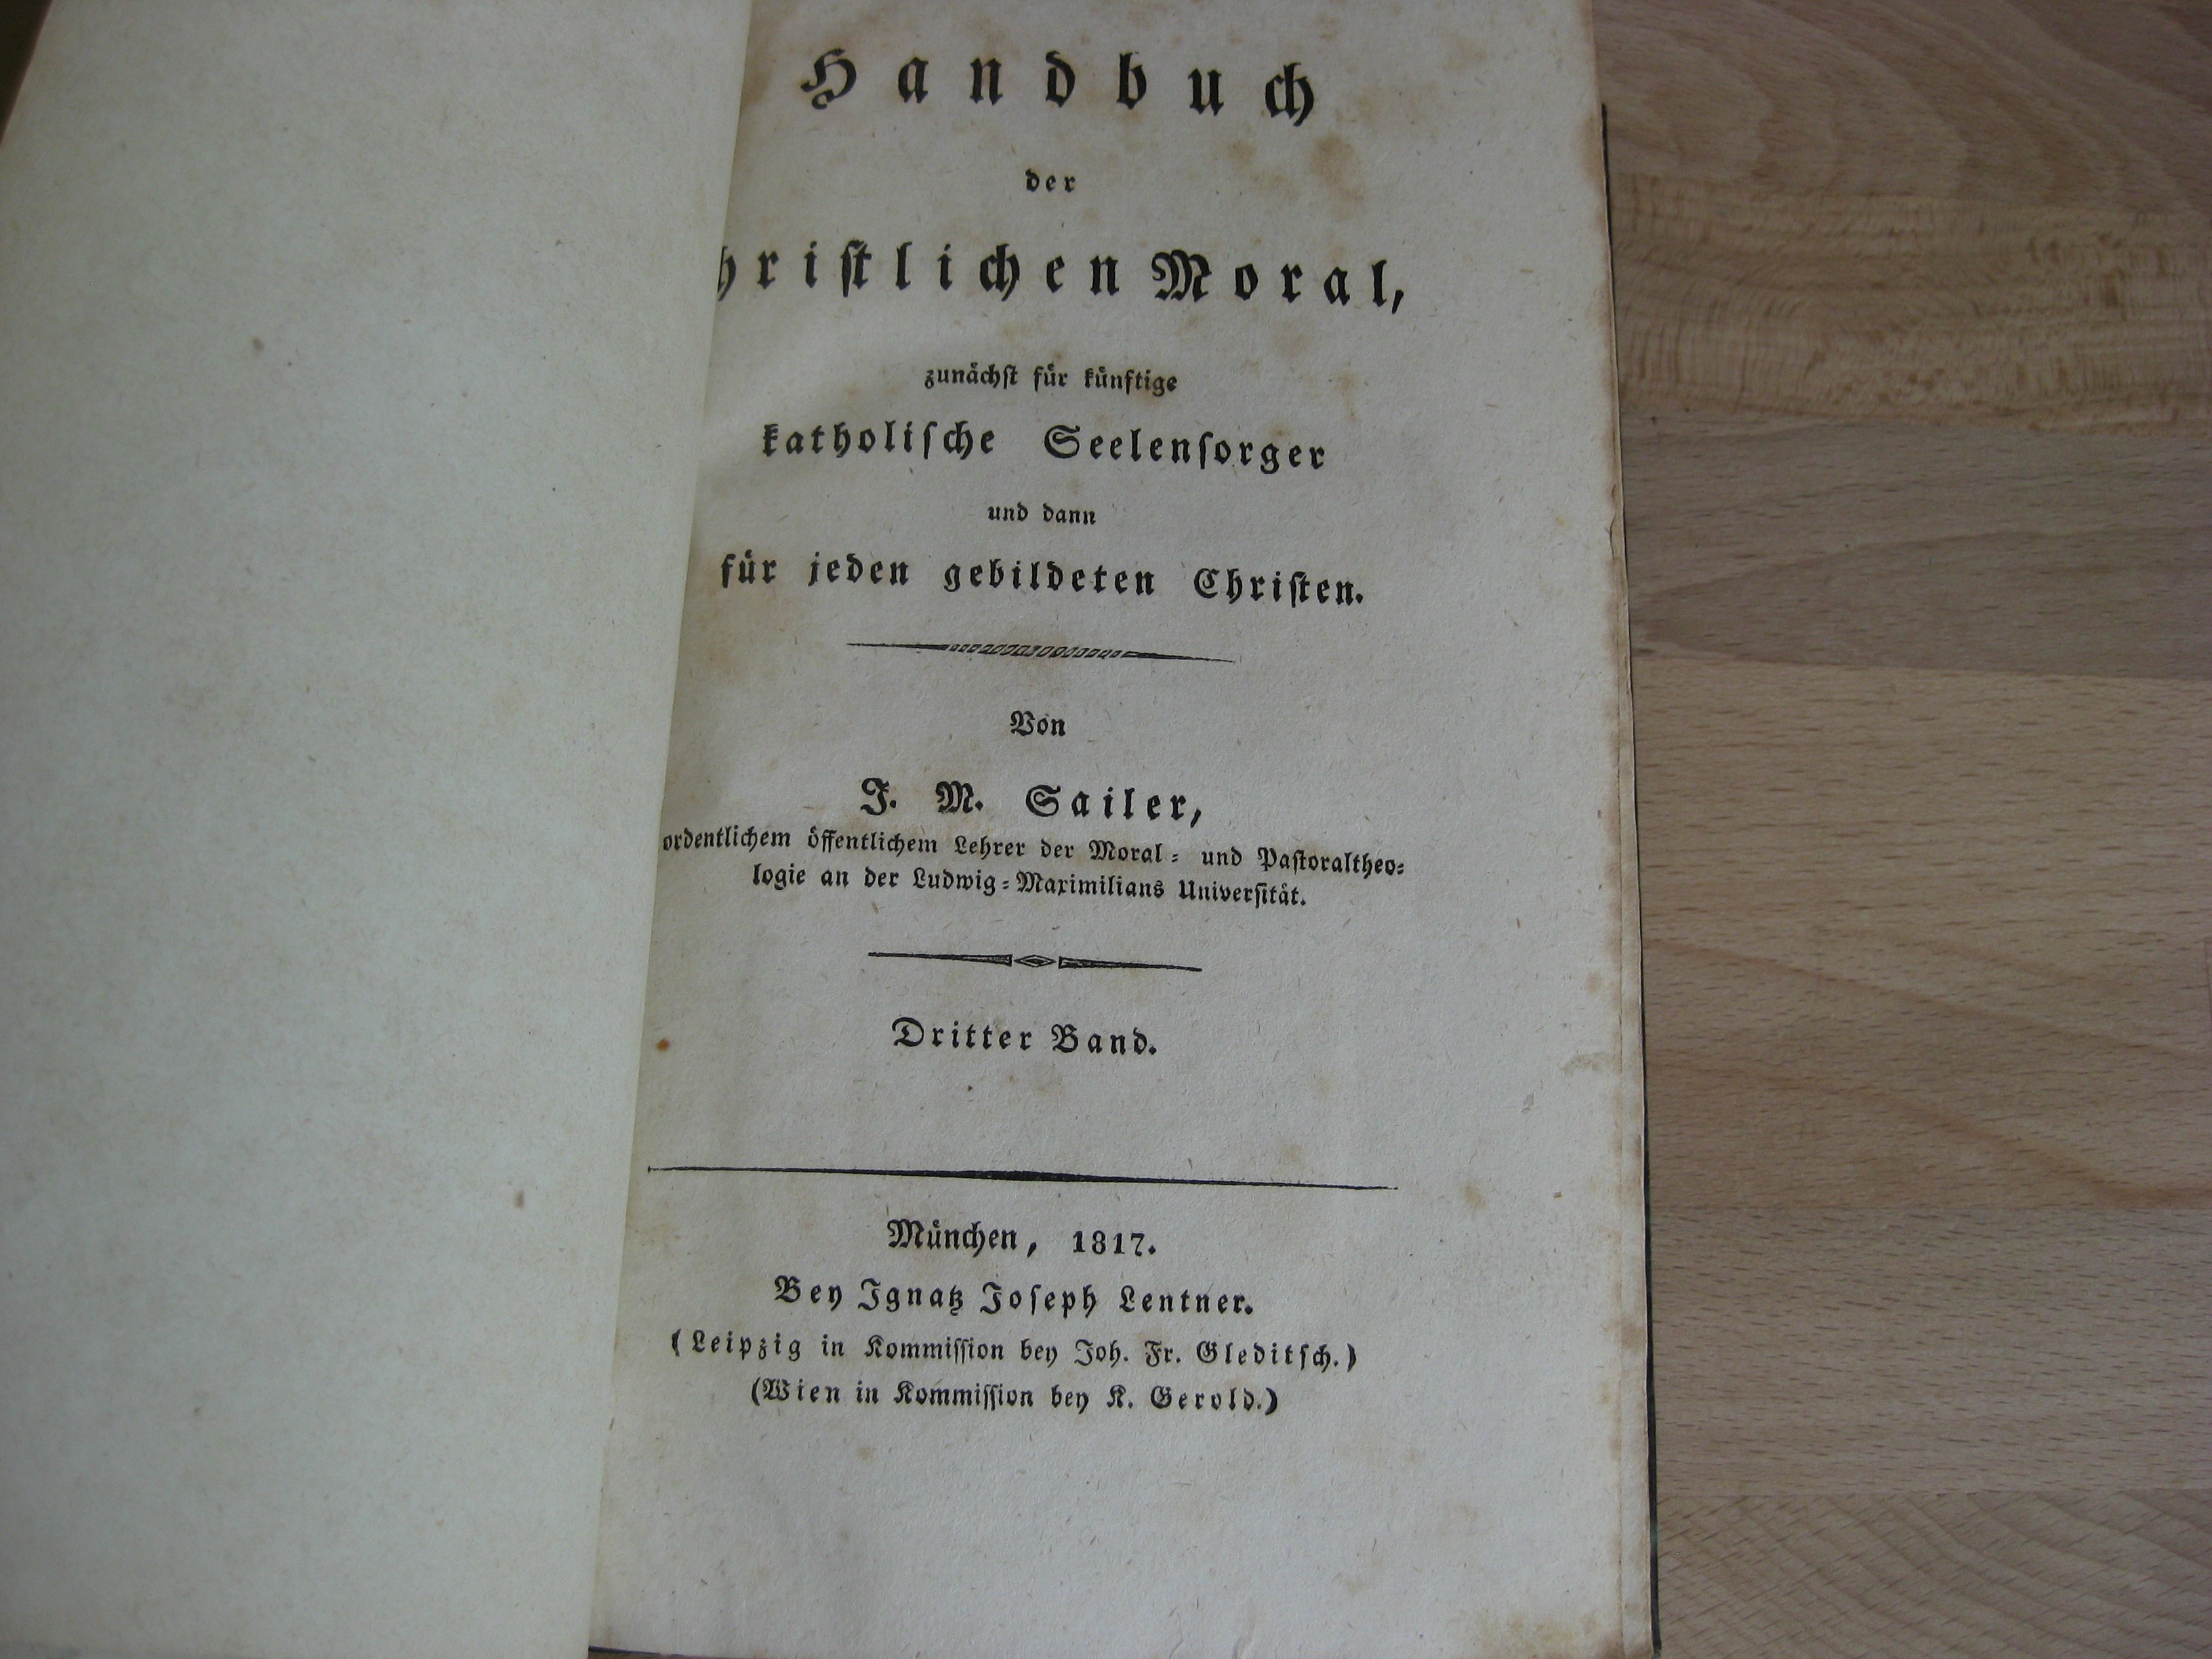 Handbuch
der
hriſtlichen Moral,
zunächſt für künftige
katholiſche Seelenſorger
und dann
für jeden gebildeten Chriſten.
Von
J. M. Sailer,
ordentlichem öffentlichem Lehrer der Moral- und Paſtoraltheo-
logie an der Ludwig-Maximilians Univerſität.
Dritter Band.
München, 1817.
Bey Ignatz Joſeph Lentner.
(Leipzig in Kommiſſion bey Joh. Fr. Gleditſch.)
(Wien in Kommiſſion bey K. Gerold.)